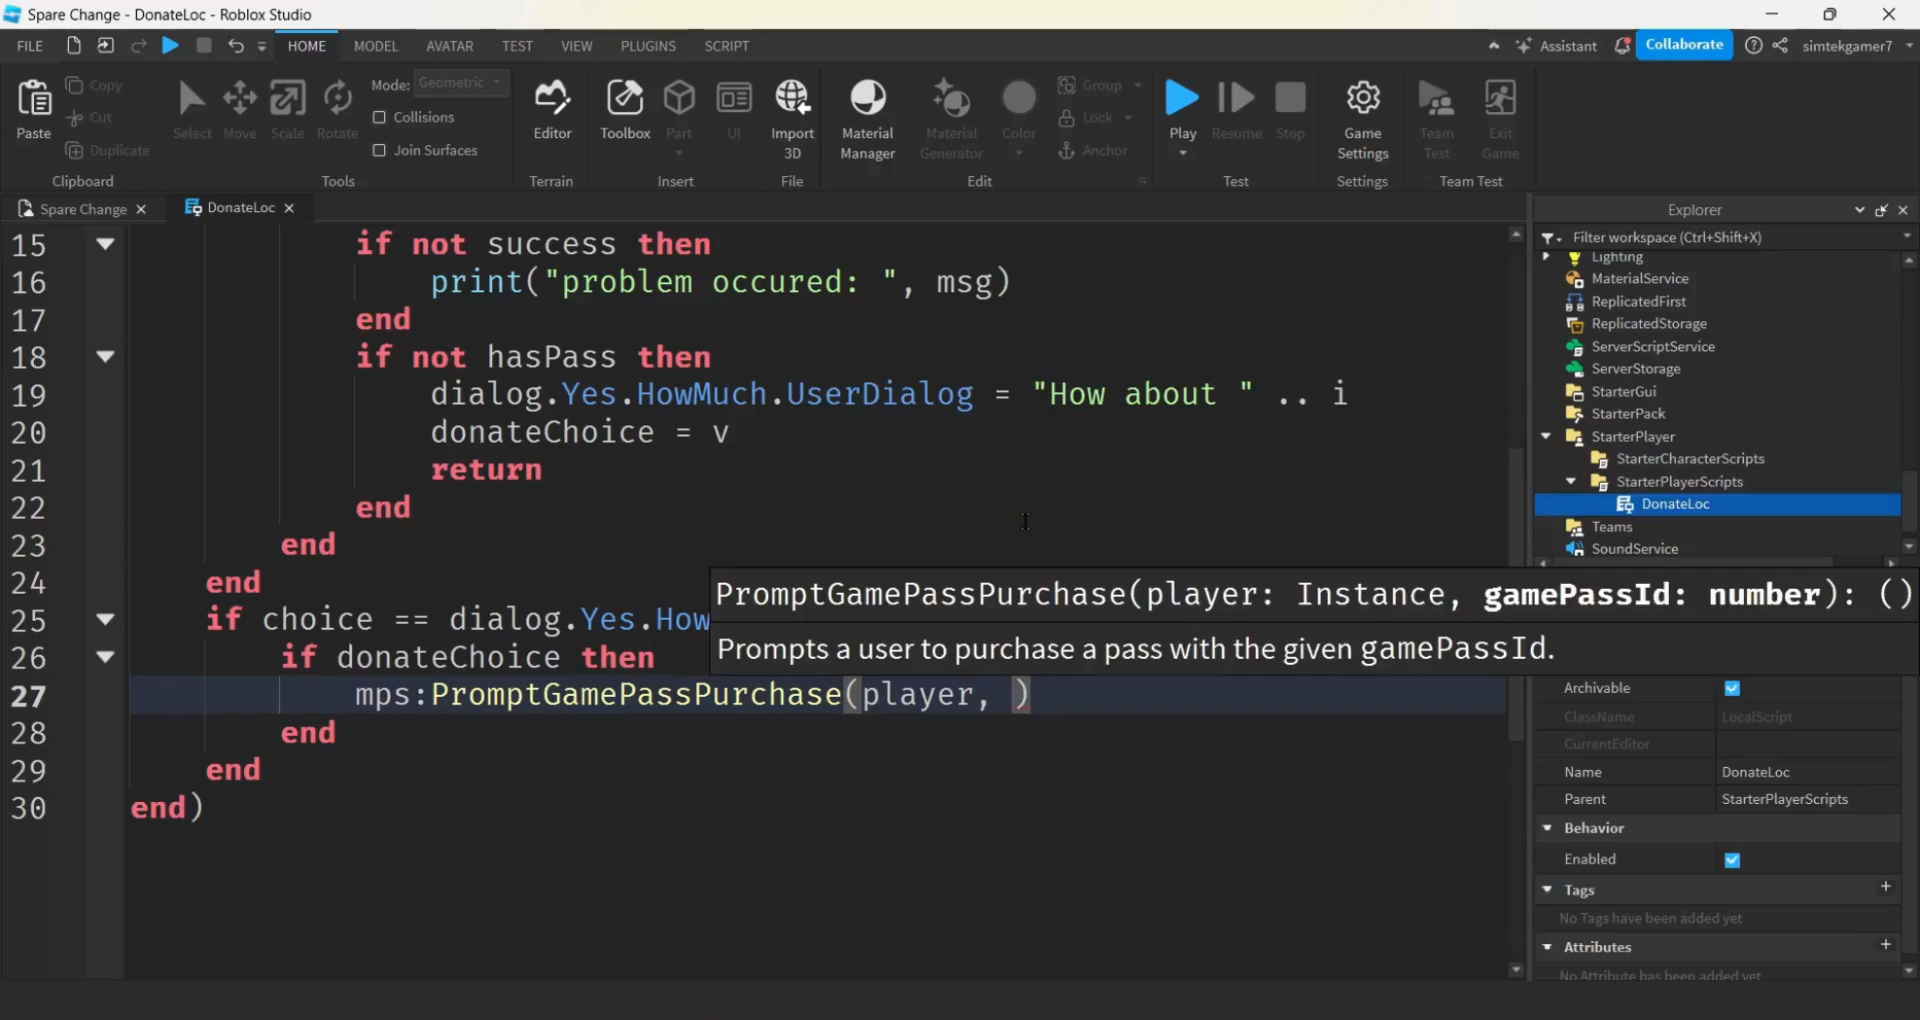 Spare Change - DonateLoc - Roblox Studio
FILE HOME MODEL AVATAR TEST VIEW PLUGINS SCRIPT Assistant Collaborate simtekgamer7
Paste Copy Cut Duplicate Clipboard
Select Move Scale Rotate Mode: Geometric Collisions Join Surfaces Tools
Editor Terrain
Toolbox Part UI Insert
Import 3D File
Material Manager Material Generator Color Group Lock Anchor Edit
Play Resume Stop Test
Game Settings Settings
Team Test Exit Game Team Test
Spare Change DonateLoc
15 if not success then
16 print("problem occured: ", msg)
17 end
18 if not hasPass then
19 dialog.Yes.HowMuch.UserDialog = "How about " .. i
20 donateChoice = v
21 return
22 end
23 end
24 end
25 if choice == dialog.Yes.How
26 if donateChoice then
27 mps:PromptGamePassPurchase(player, )
28 end
29 end
30 end)
PromptGamePassPurchase(player: Instance, gamePassId: number): ()
Prompts a user to purchase a pass with the given gamePassId.
Explorer
Filter workspace (Ctrl+Shift+X)
Lighting
MaterialService
ReplicatedFirst
ReplicatedStorage
ServerScriptService
ServerStorage
StarterGui
StarterPack
StarterPlayer
StarterCharacterScripts
StarterPlayerScripts
DonateLoc
Teams
SoundService
Archivable
ClassName LocalScript
CurrentEditor
Name DonateLoc
Parent StarterPlayerScripts
Behavior
Enabled
Tags +
No Tags have been added yet
Attributes +
No Attribute has been added yet